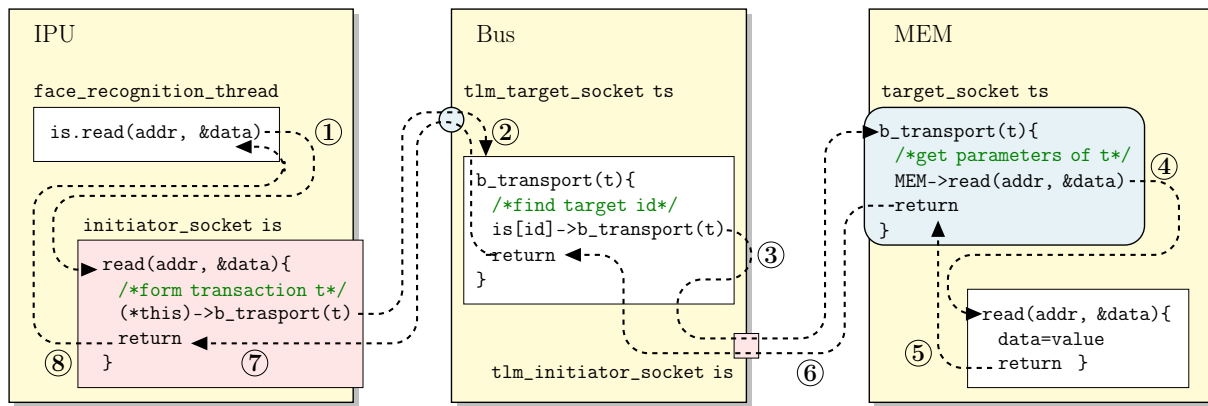 IPU
face_recognition_thread
is.read(addr, &data)
①
initiator_socket is
read(addr, &data){
/*form transaction t*/
(*this)->b_trasport(t)
return
}
⑧
⑦
Bus
tlm_target_socket ts
②
b_transport(t){
/*find target id*/
is[id]->b_transport(t)
return
}
③
tlm_initiator_socket is
⑥
MEM
target_socket ts
b_transport(t){
/*get parameters of t*/
MEM->read(addr, &data)
return
}
④
read(addr, &data){
data=value
return }
⑤